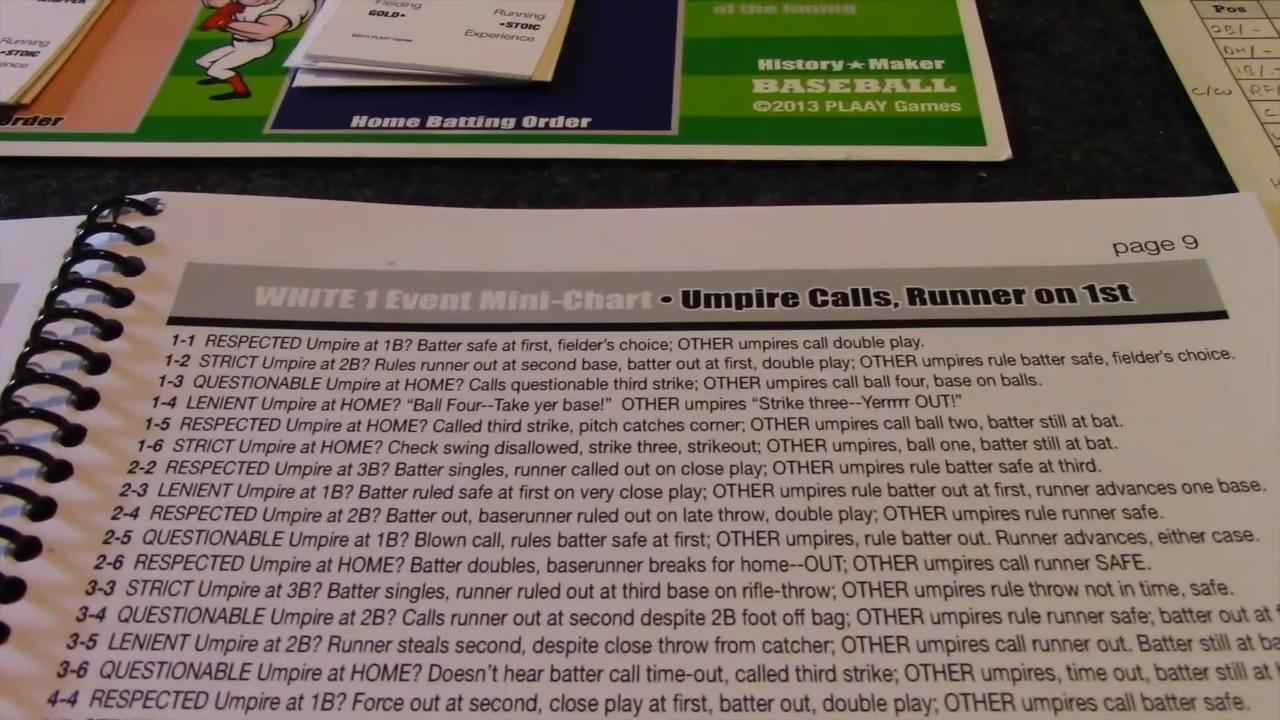 Fielding
GOLD•
Running
•STOIC
Experience
©2013 PLAAY Games
Running
•STOIC
of the Inning
History★Maker
BASEBALL
©2013 PLAAY Games
Home Batting Order
Order
Pos
2B/-
DH/-
1B/
c/cu
C
page 9
WHITE 1 Event Mini-Chart • Umpire Calls, Runner on 1st
1-1 RESPECTED Umpire at 1B? Batter safe at first, fielder's choice; OTHER umpires call double play.
1-2 STRICT Umpire at 2B? Rules runner out at second base, batter out at first, double play; OTHER umpires rule batter safe, fielder's choice.
1-3 QUESTIONABLE Umpire at HOME? Calls questionable third strike; OTHER umpires call ball four, base on balls.
1-4 LENIENT Umpire at HOME? "Ball Four--Take yer base!" OTHER umpires "Strike three--Yerrrrr OUT!"
1-5 RESPECTED Umpire at HOME? Called third strike, pitch catches corner; OTHER umpires call ball two, batter still at bat.
1-6 STRICT Umpire at HOME? Check swing disallowed, strike three, strikeout; OTHER umpires, ball one, batter still at bat.
2-2 RESPECTED Umpire at 3B? Batter singles, runner called out on close play; OTHER umpires rule batter safe at third.
2-3 LENIENT Umpire at 1B? Batter ruled safe at first on very close play; OTHER umpires rule batter out at first, runner advances one base.
2-4 RESPECTED Umpire at 2B? Batter out, baserunner ruled out on late throw, double play; OTHER umpires rule runner safe.
2-5 QUESTIONABLE Umpire at 1B? Blown call, rules batter safe at first; OTHER umpires, rule batter out. Runner advances, either case.
2-6 RESPECTED Umpire at HOME? Batter doubles, baserunner breaks for home--OUT; OTHER umpires call runner SAFE.
3-3 STRICT Umpire at 3B? Batter singles, runner ruled out at third base on rifle-throw; OTHER umpires rule throw not in time, safe.
3-4 QUESTIONABLE Umpire at 2B? Calls runner out at second despite 2B foot off bag; OTHER umpires rule runner safe; batter out at
3-5 LENIENT Umpire at 2B? Runner steals second, despite close throw from catcher; OTHER umpires call runner out. Batter still at ba
3-6 QUESTIONABLE Umpire at HOME? Doesn't hear batter call time-out, called third strike; OTHER umpires, time out, batter still at
4-4 RESPECTED Umpire at 1B? Force out at second, close play at first, batter out, double play; OTHER umpires call batter safe.